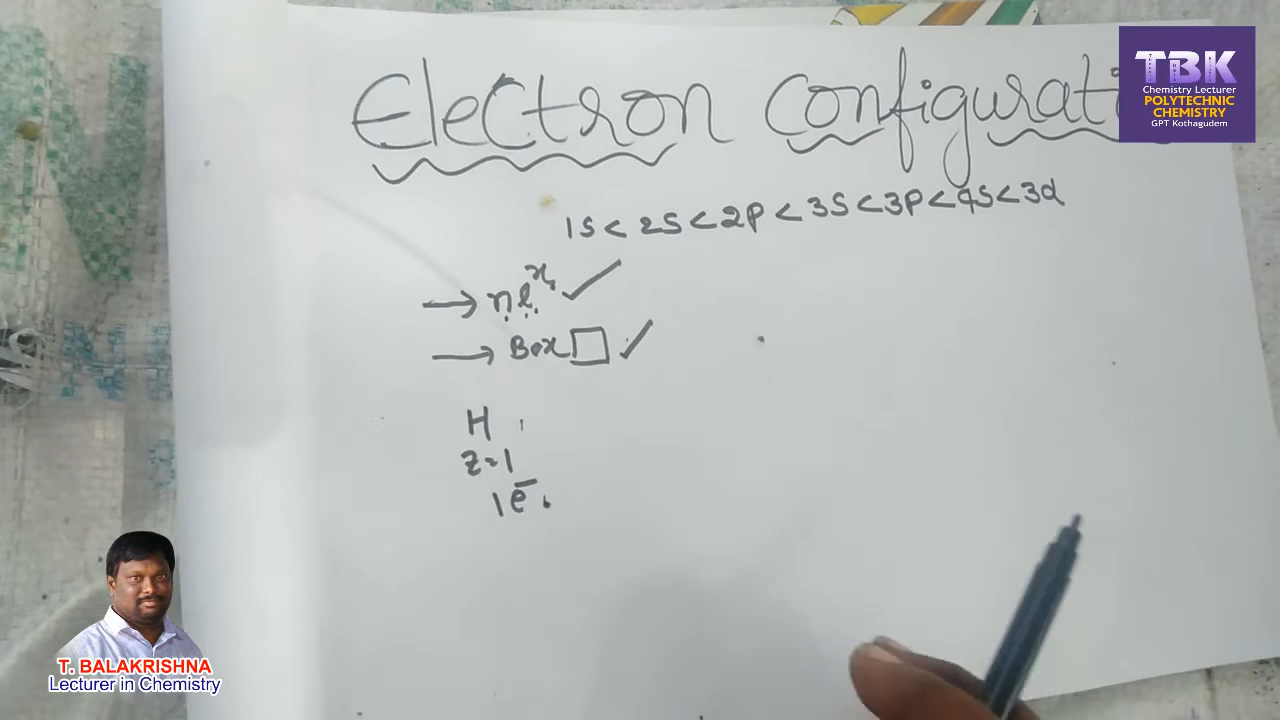 Electron Configurati
TBK
Chemistry Lecturer
POLYTECHNIC
CHEMISTRY
GPT Kothagudem
1s < 2s < 2p < 3s < 3p < 4s < 3d
→ nlˣ ✓
→ Box □ ✓
H
Z=1
1e⁻
T. BALAKRISHNA
Lecturer in Chemistry